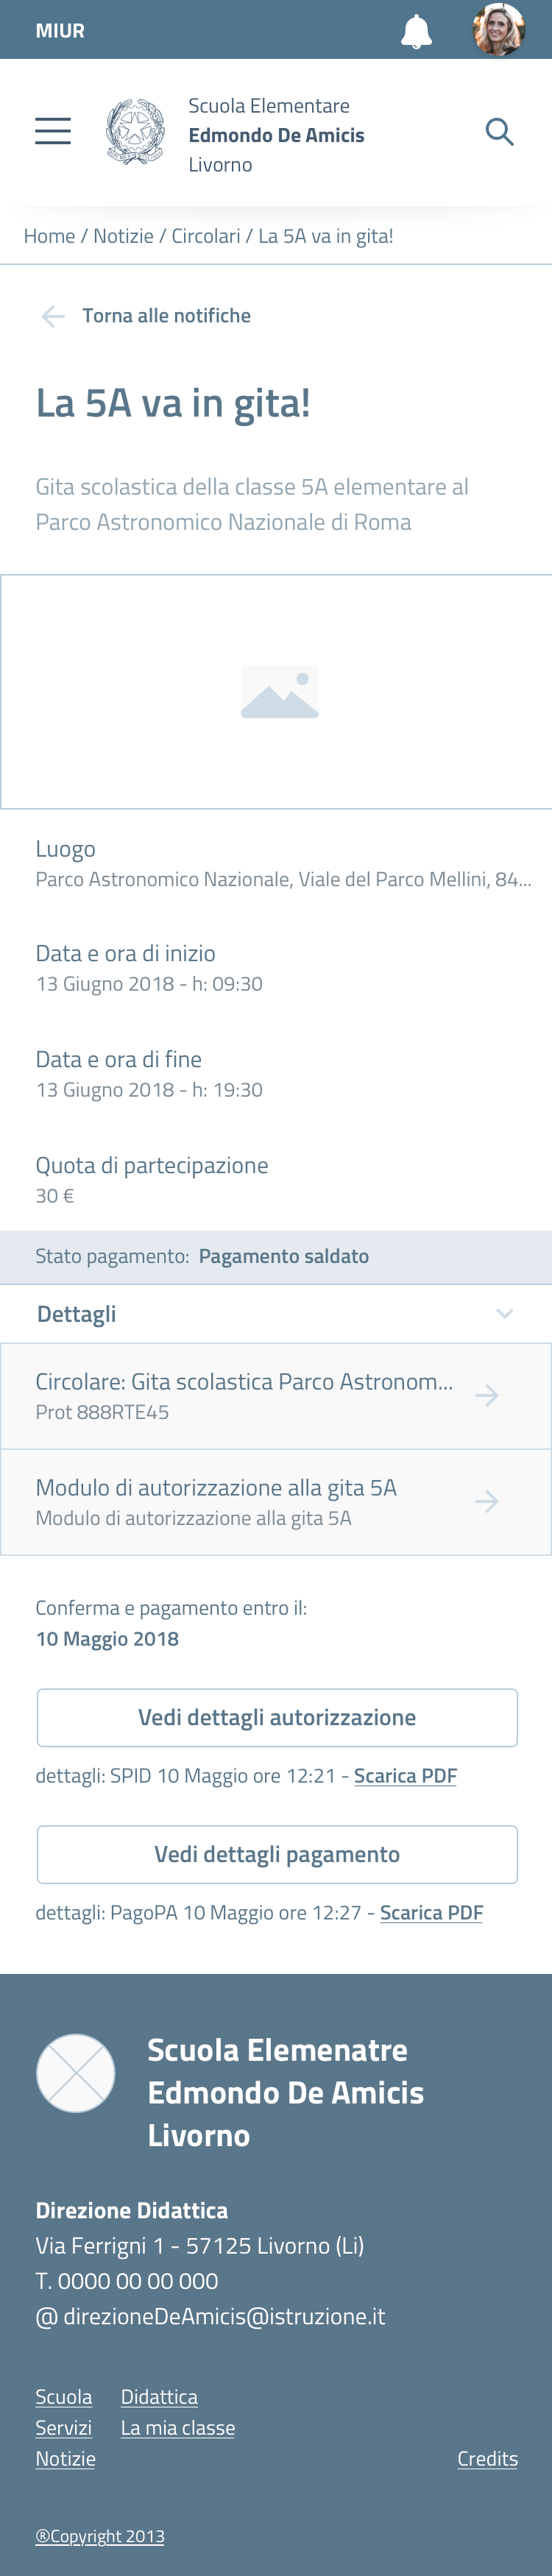 MIUR
Scuola Elementare
Edmondo De Amicis
Livorno
Home / Notizie / Circolari / La 5A va in gita!
Torna alle notifiche
La 5A va in gita!
Gita scolastica della classe 5A elementare al
Parco Astronomico Nazionale di Roma
Luogo
Parco Astronomico Nazionale, Viale del Parco Mellini, 84...
Data e ora di inizio
13 Giugno 2018 - h: 09:30
Data e ora di fine
13 Giugno 2018 - h: 19:30
Quota di partecipazione
30 €
Stato pagamento: Pagamento saldato
Dettagli
Circolare: Gita scolastica Parco Astronom...
Prot 888RTE45
Modulo di autorizzazione alla gita 5A
Modulo di autorizzazione alla gita 5A
Conferma e pagamento entro il:
10 Maggio 2018
Vedi dettagli autorizzazione
dettagli: SPID 10 Maggio ore 12:21 - Scarica PDF
Vedi dettagli pagamento
dettagli: PagoPA 10 Maggio ore 12:27 - Scarica PDF
Scuola Elemenatre
Edmondo De Amicis
Livorno
Direzione Didattica
Via Ferrigni 1 - 57125 Livorno (Li)
T. 0000 00 00 000
@ direzioneDeAmicis@istruzione.it
Scuola Didattica
Servizi La mia classe
Notizie Credits
®Copyright 2013